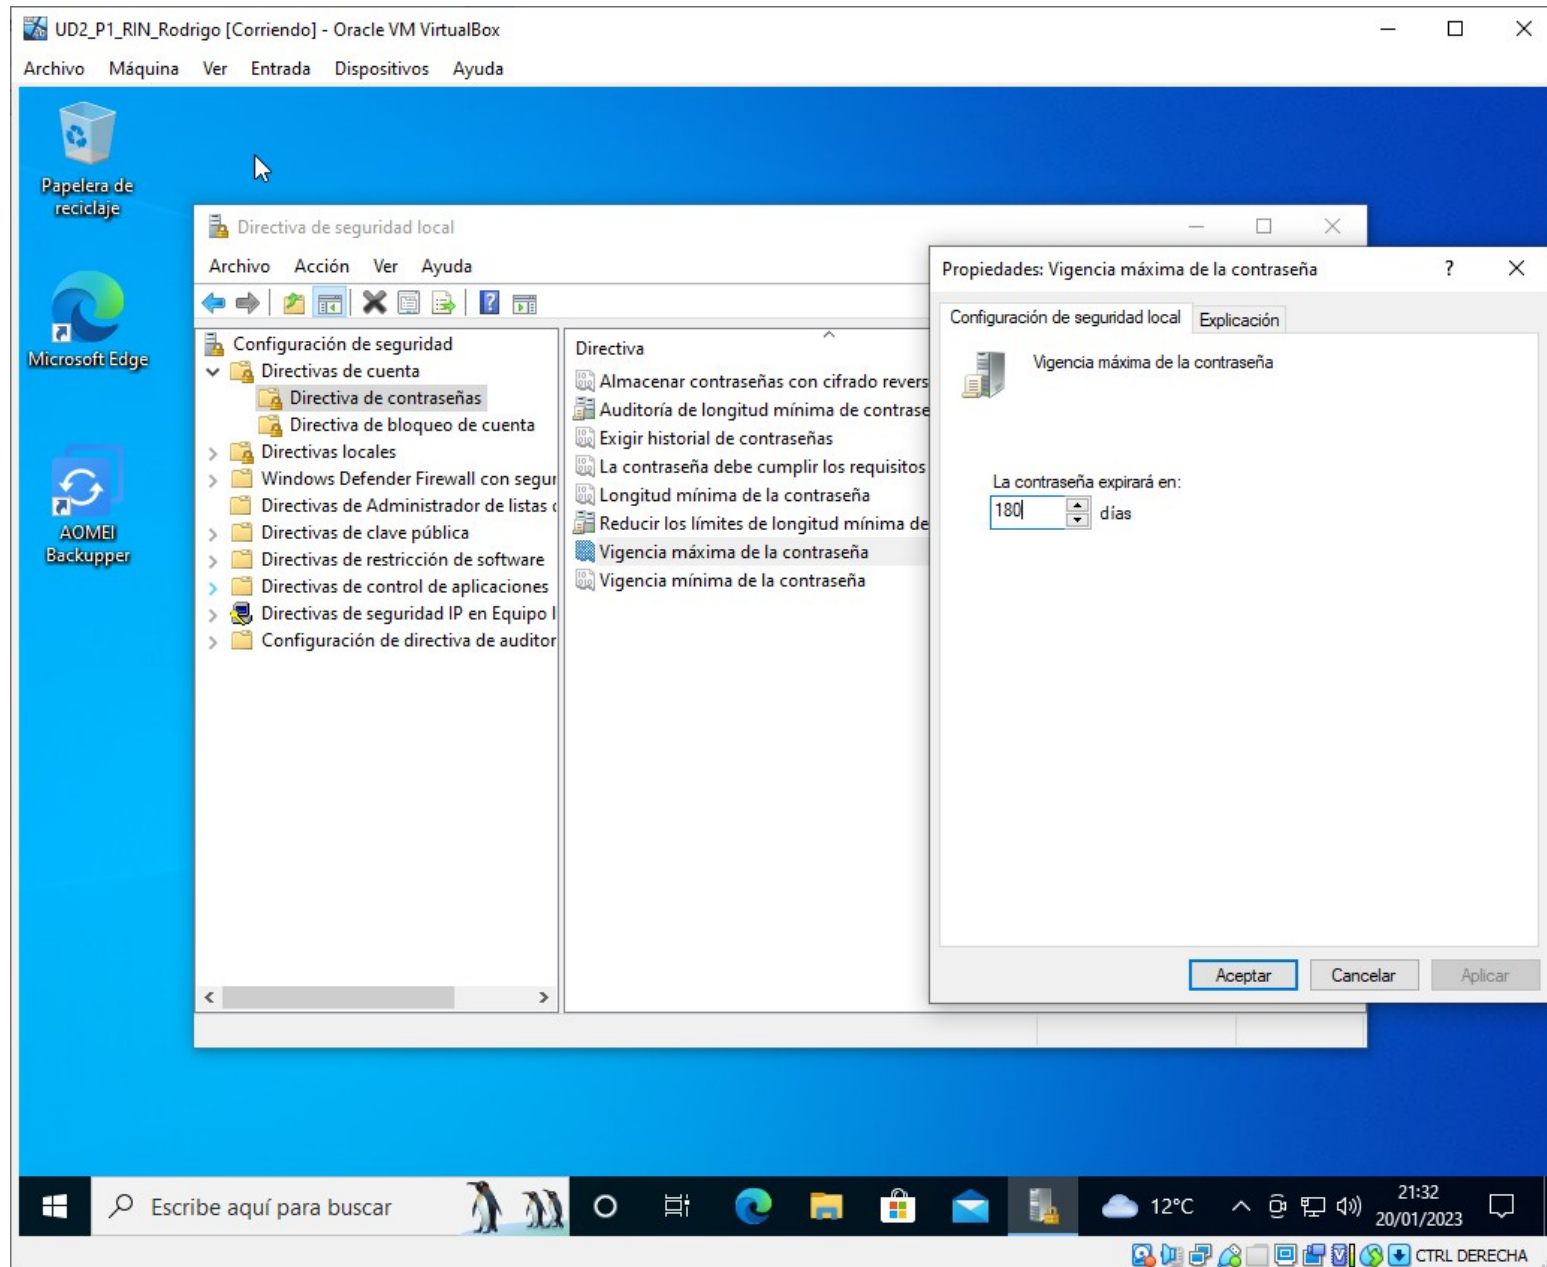 UD2_P1_RIN_Rodrigo [Corriendo] - Oracle VM VirtualBox
Archivo Máquina Ver Entrada Dispositivos Ayuda
Papelera de
reciclaje
Microsoft Edge
AOMEI
Backupper
Directiva de seguridad local
Archivo Acción Ver Ayuda
Configuración de seguridad
Directivas de cuenta
Directiva de contraseñas
Directiva de bloqueo de cuenta
Directivas locales
Windows Defender Firewall con segur
Directivas de Administrador de listas
Directivas de clave pública
Directivas de restricción de software
Directivas de control de aplicaciones
Directivas de seguridad IP en Equipo l
Configuración de directiva de auditor
Directiva
Almacenar contraseñas con cifrado revers
Auditoría de longitud mínima de contrase
Exigir historial de contraseñas
La contraseña debe cumplir los requisitos
Longitud mínima de la contraseña
Reducir los límites de longitud mínima de
Vigencia máxima de la contraseña
Vigencia mínima de la contraseña
Propiedades: Vigencia máxima de la contraseña
Configuración de seguridad local Explicación
Vigencia máxima de la contraseña
La contraseña expirará en:
180 días
Aceptar Cancelar Aplicar
Escribe aquí para buscar
12°C
21:32
20/01/2023
CTRL DERECHA